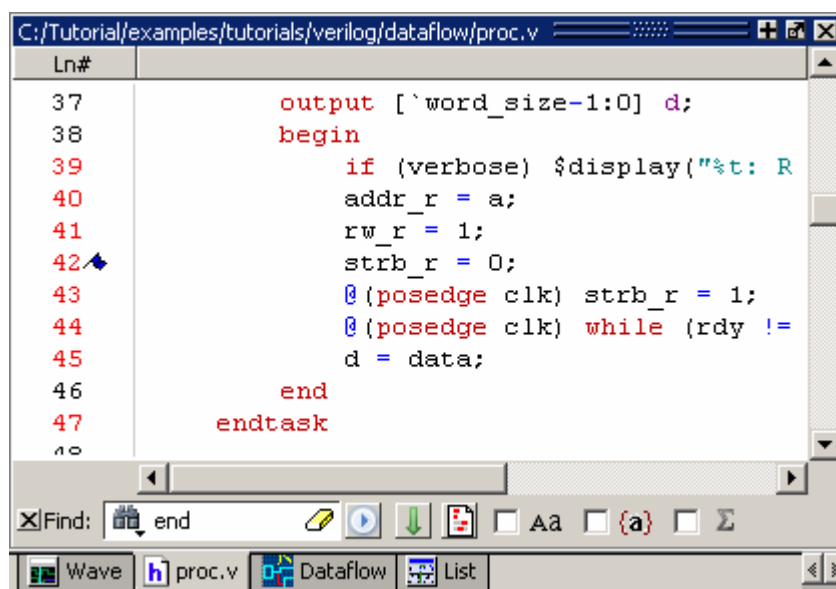 C:/Tutorial/examples/tutorials/verilog/dataflow/proc.v
Ln#
37 output [`word_size-1:0] d;
38 begin
39 if (verbose) $display("%t: R
40 addr_r = a;
41 rw_r = 1;
42 strb_r = 0;
43 @(posedge clk) strb_r = 1;
44 @(posedge clk) while (rdy !=
45 d = data;
46 end
47 endtask
Find: end Aa {a} Σ
Wave h proc.v Dataflow List